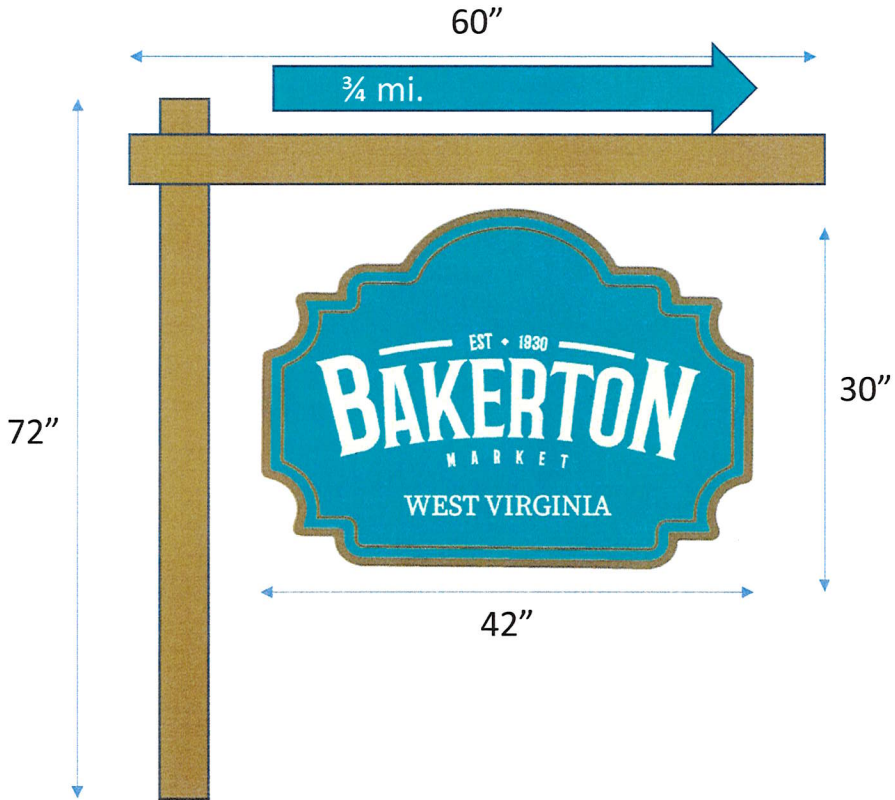 60”
¾ mi.
72”
EST • 1930
BAKERTON
MARKET
WEST VIRGINIA
30”
42”